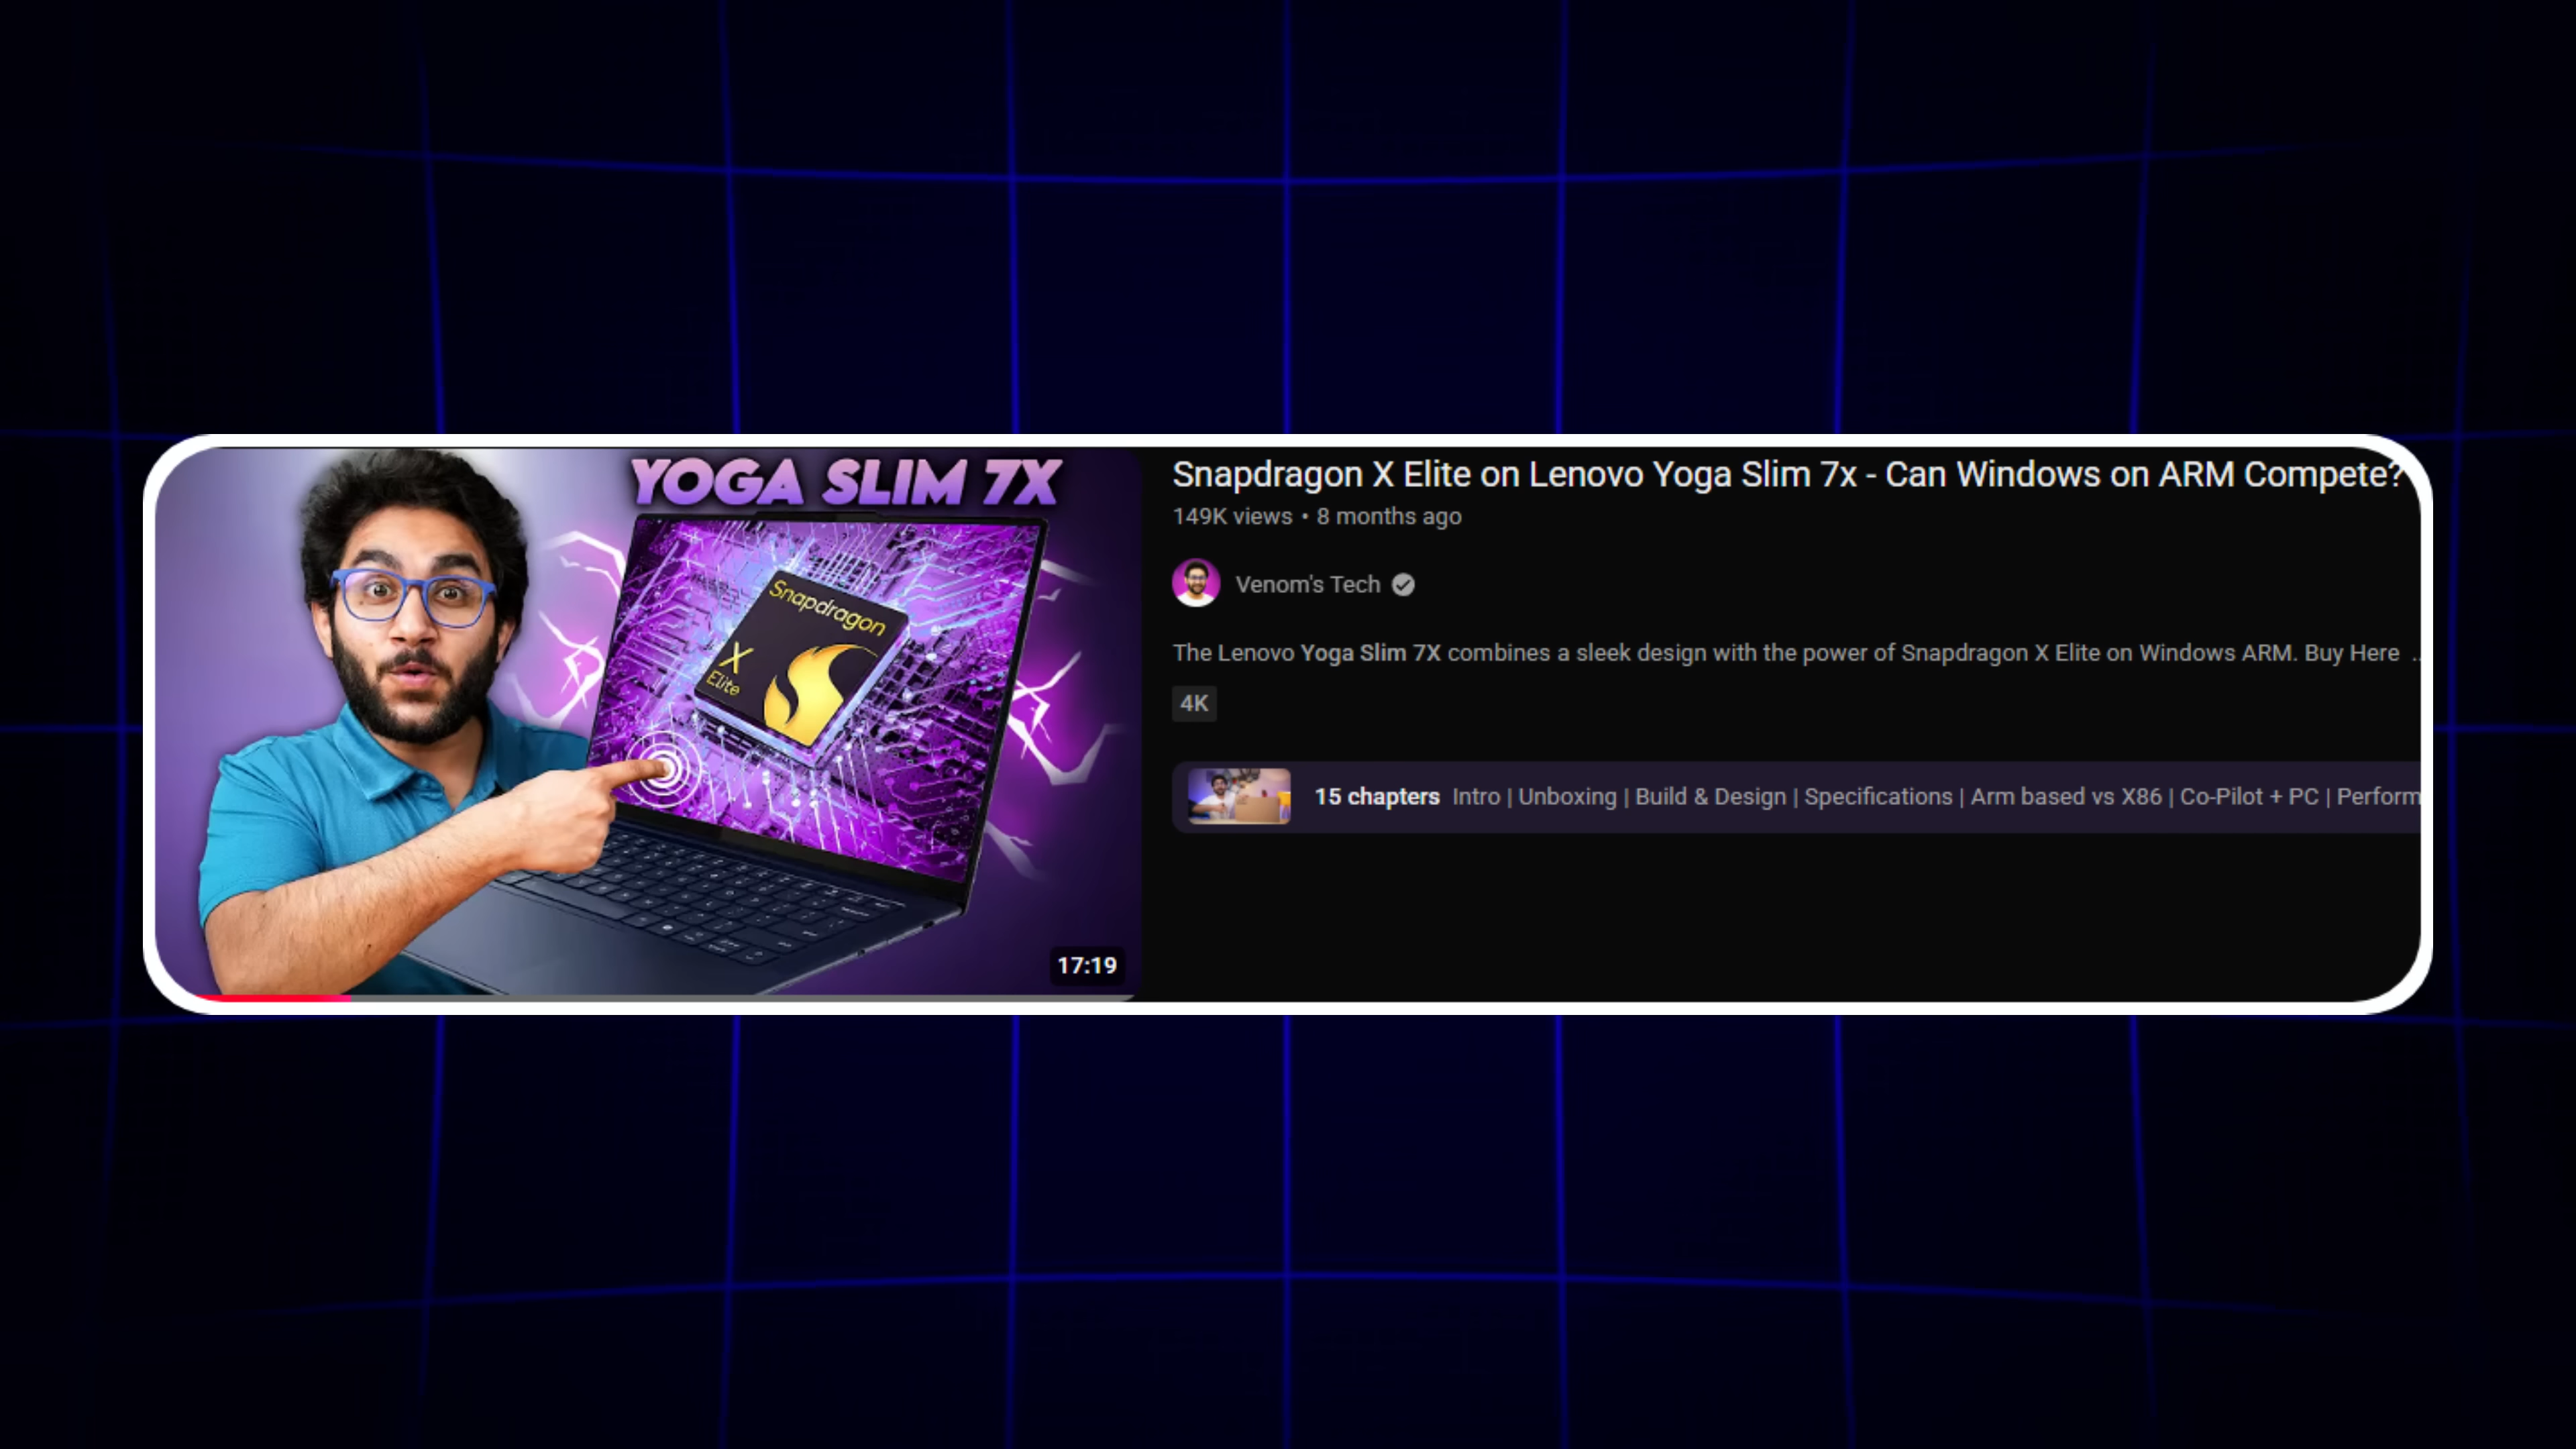 YOGA SLIM 7X
Snapdragon
X
Elite
17:19
Snapdragon X Elite on Lenovo Yoga Slim 7x - Can Windows on ARM Compete?
149K views • 8 months ago
Venom's Tech
The Lenovo Yoga Slim 7X combines a sleek design with the power of Snapdragon X Elite on Windows ARM. Buy Here ..
4K
15 chapters Intro | Unboxing | Build & Design | Specifications | Arm based vs X86 | Co-Pilot + PC | Perform